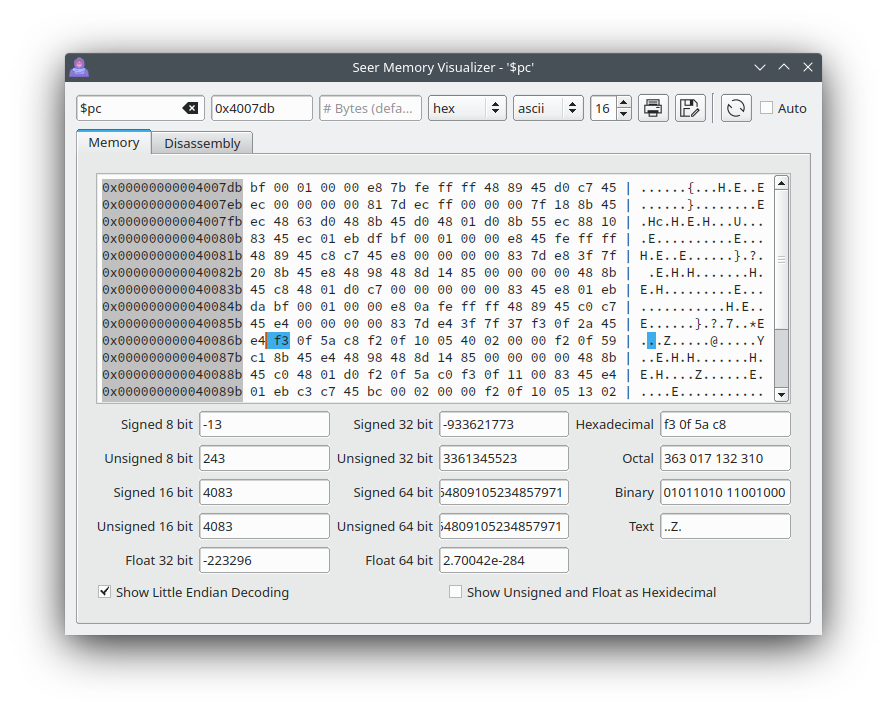 Seer Memory Visualizer - '$pc'
$pc 0x4007db # Bytes (defa... hex ascii 16 Auto
Memory Disassembly
0x00000000004007db bf 00 01 00 00 e8 7b fe ff ff 48 89 45 d0 c7 45 | ......{...H.E..E
0x00000000004007eb ec 00 00 00 00 81 7d ec ff 00 00 00 7f 18 8b 45 | ......}........E
0x00000000004007fb ec 48 63 d0 48 8b 45 d0 48 01 d0 8b 55 ec 88 10 | .Hc.H.E.H...U...
0x000000000040080b 83 45 ec 01 eb df bf 00 01 00 00 e8 45 fe ff ff | .E..........E...
0x000000000040081b 48 89 45 c8 c7 45 e8 00 00 00 00 83 7d e8 3f 7f | H.E..E......}.?.
0x000000000040082b 20 8b 45 e8 48 98 48 8d 14 85 00 00 00 00 48 8b |  .E.H.H.......H.
0x000000000040083b 45 c8 48 01 d0 c7 00 00 00 00 00 83 45 e8 01 eb | E.H.........E...
0x000000000040084b da bf 00 01 00 00 e8 0a fe ff ff 48 89 45 c0 c7 | ...........H.E..
0x000000000040085b 45 e4 00 00 00 00 83 7d e4 3f 7f 37 f3 0f 2a 45 | E......}.?.7..*E
0x000000000040086b e4 f3 0f 5a c8 f2 0f 10 05 40 02 00 00 f2 0f 59 | ...Z.....@.....Y
0x000000000040087b c1 8b 45 e4 48 98 48 8d 14 85 00 00 00 00 48 8b | ..E.H.H.......H.
0x000000000040088b 45 c0 48 01 d0 f2 0f 5a c0 f3 0f 11 00 83 45 e4 | E.H....Z......E.
0x000000000040089b 01 eb c3 c7 45 bc 00 02 00 00 f2 0f 10 05 13 02 | ....E...........
Signed 8 bit -13 Signed 32 bit -933621773 Hexadecimal f3 0f 5a c8
Unsigned 8 bit 243 Unsigned 32 bit 3361345523 Octal 363 017 132 310
Signed 16 bit 4083 Signed 64 bit 64809105234857971 Binary 01011010 11001000
Unsigned 16 bit 4083 Unsigned 64 bit 64809105234857971 Text ..Z.
Float 32 bit -223296 Float 64 bit 2.70042e-284
Show Little Endian Decoding Show Unsigned and Float as Hexidecimal